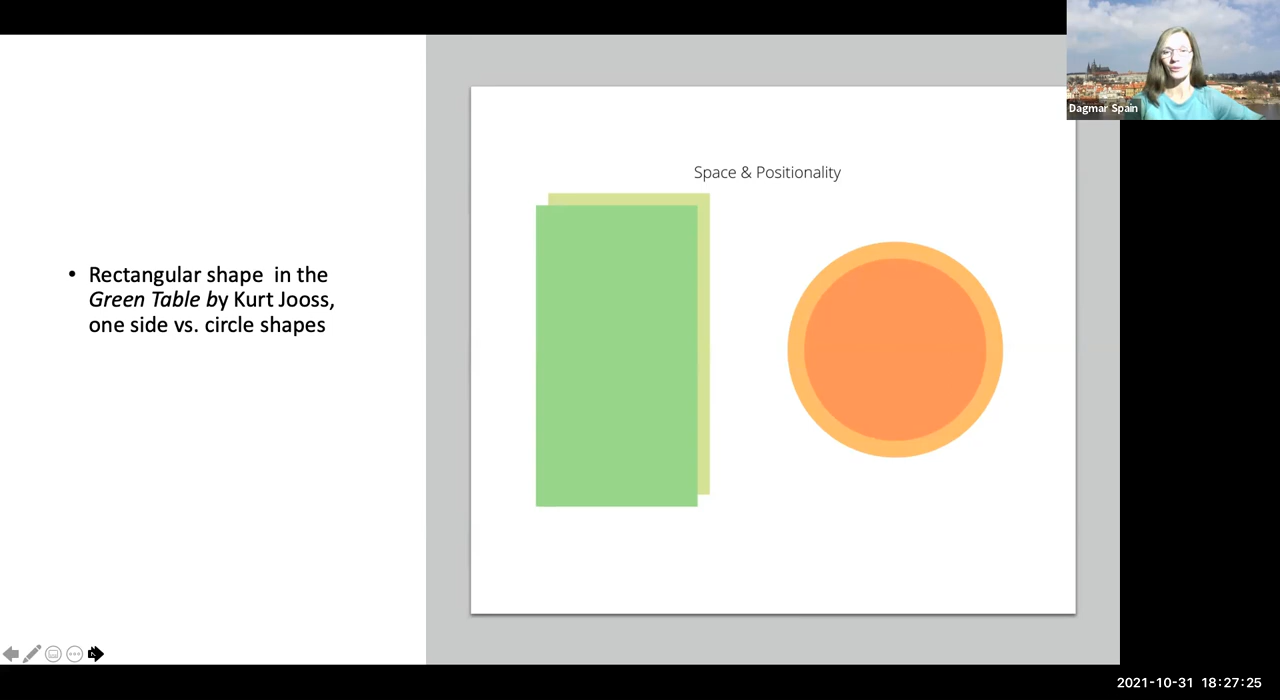 Dagmar Spain
Space & Positionality
• Rectangular shape  in the
Green Table by Kurt Jooss,
one side vs. circle shapes
2021-10-31 18:27:25